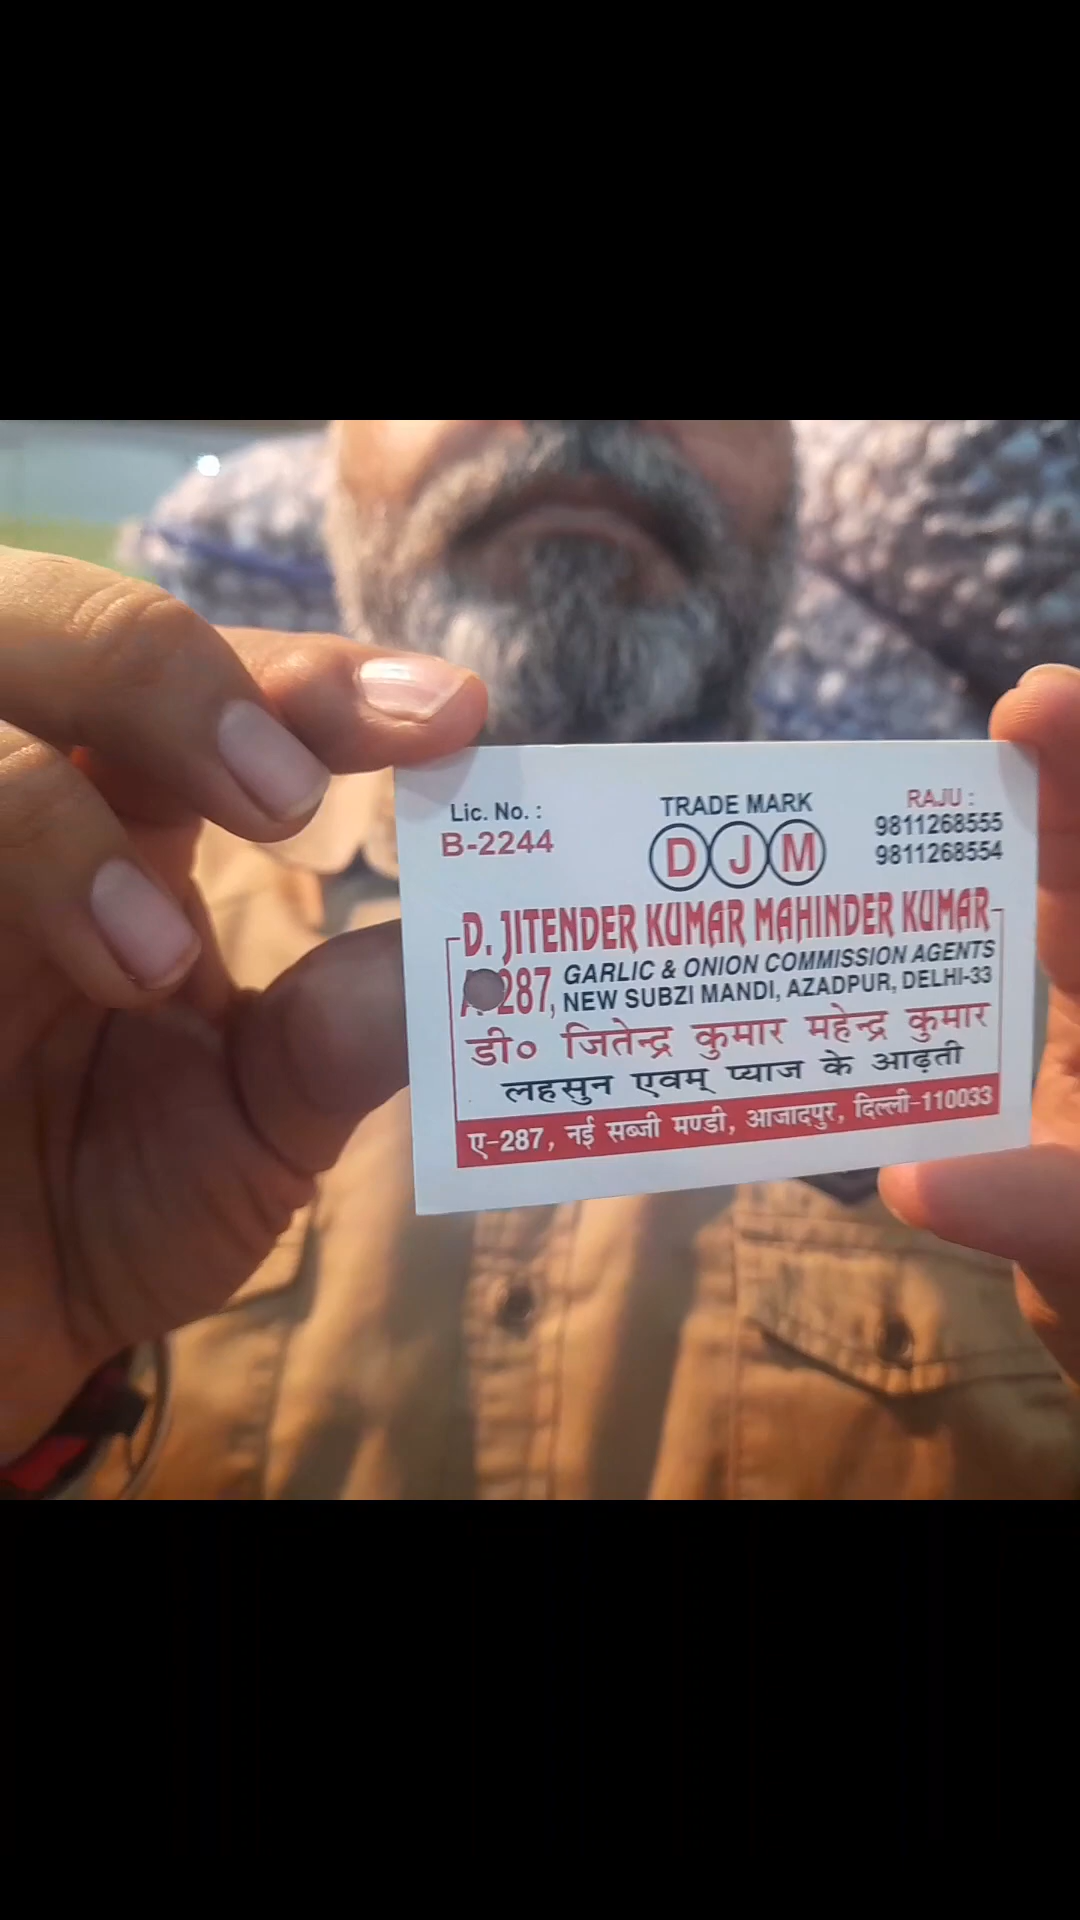 Lic. No. :
B-2244
TRADE MARK
D J M
RAJU :
9811268555
9811268554
D. JITENDER KUMAR MAHINDER KUMAR
A-287, GARLIC & ONION COMMISSION AGENTS
NEW SUBZI MANDI, AZADPUR, DELHI-33
डी० जितेन्द्र कुमार महेन्द्र कुमार
लहसुन एवम् प्याज के आढ़ती
ए-287, नई सब्जी मण्डी, आजादपुर, दिल्ली-110033